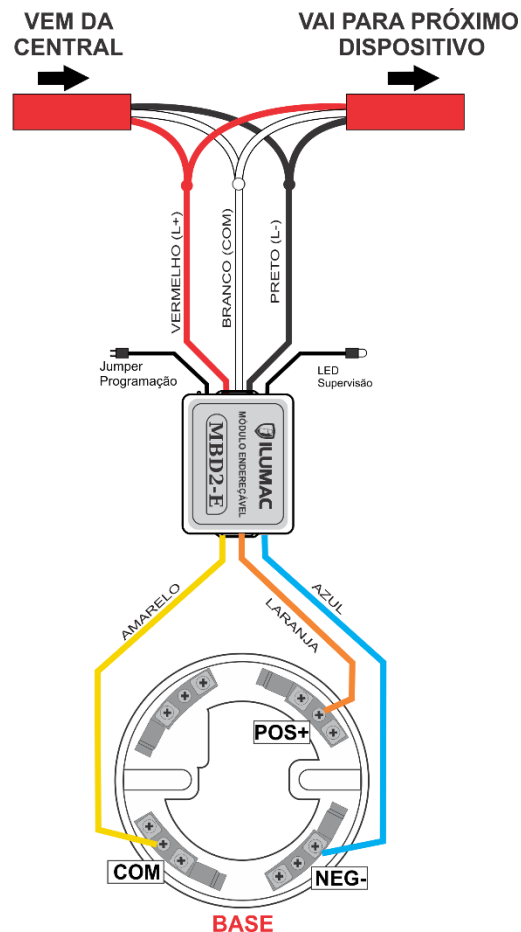 VEM DA
CENTRAL
VAI PARA PRÓXIMO
DISPOSITIVO
VERMELHO (L+)
BRANCO (COM)
PRETO (L-)
Jumper
Programação
LED
Supervisão
ILUMAC
MÓDULO ENDEREÇÁVEL
MBD2-E
AMARELO
LARANJA
AZUL
POS+
COM
NEG-
BASE